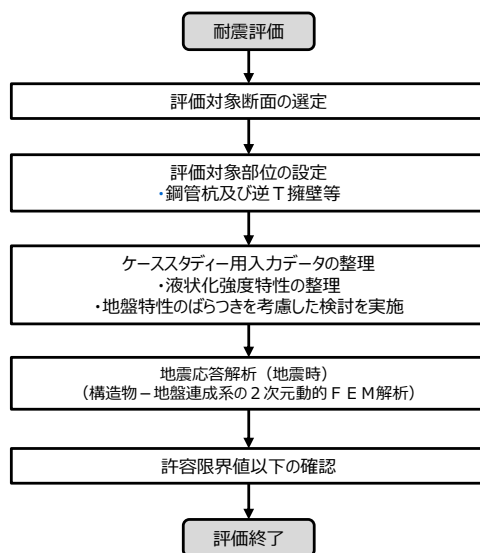 耐震評価
評価対象断面の選定
評価対象部位の設定
・鋼管杭及び逆T擁壁等
ケーススタディー用入力データの整理
・液状化強度特性の整理
・地盤特性のばらつきを考慮した検討を実施
地震応答解析（地震時）
（構造物－地盤連成系の２次元動的ＦＥＭ解析）
許容限界値以下の確認
評価終了